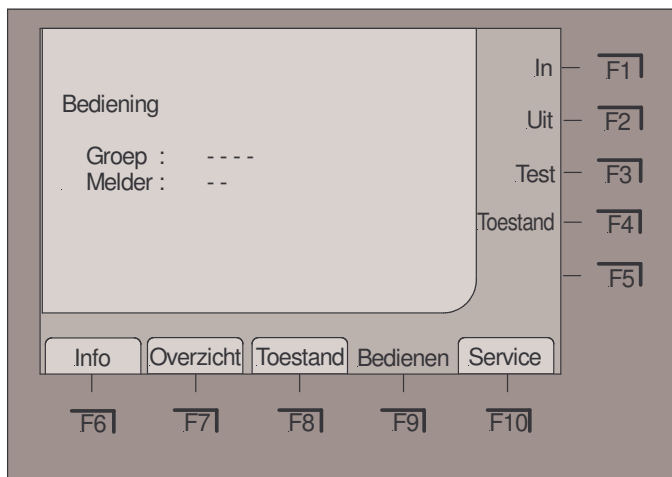 In F1
Bediening
Uit F2
Groep : - - - -
Melder : - -
Test F3
Toestand F4
F5
Info Overzicht Toestand Bedienen Service
F6 F7 F8 F9 F10